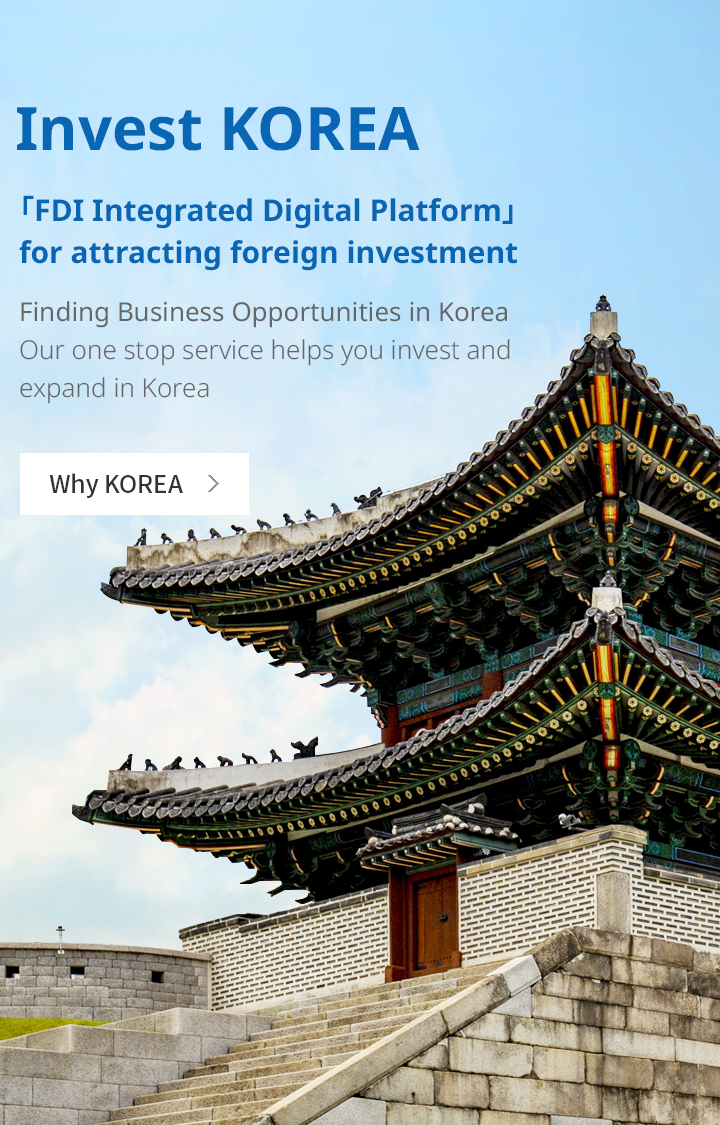 Invest KOREA
「FDI Integrated Digital Platform」
for attracting foreign investment
Finding Business Opportunities in Korea
Our one stop service helps you invest and
expand in Korea
Why KOREA